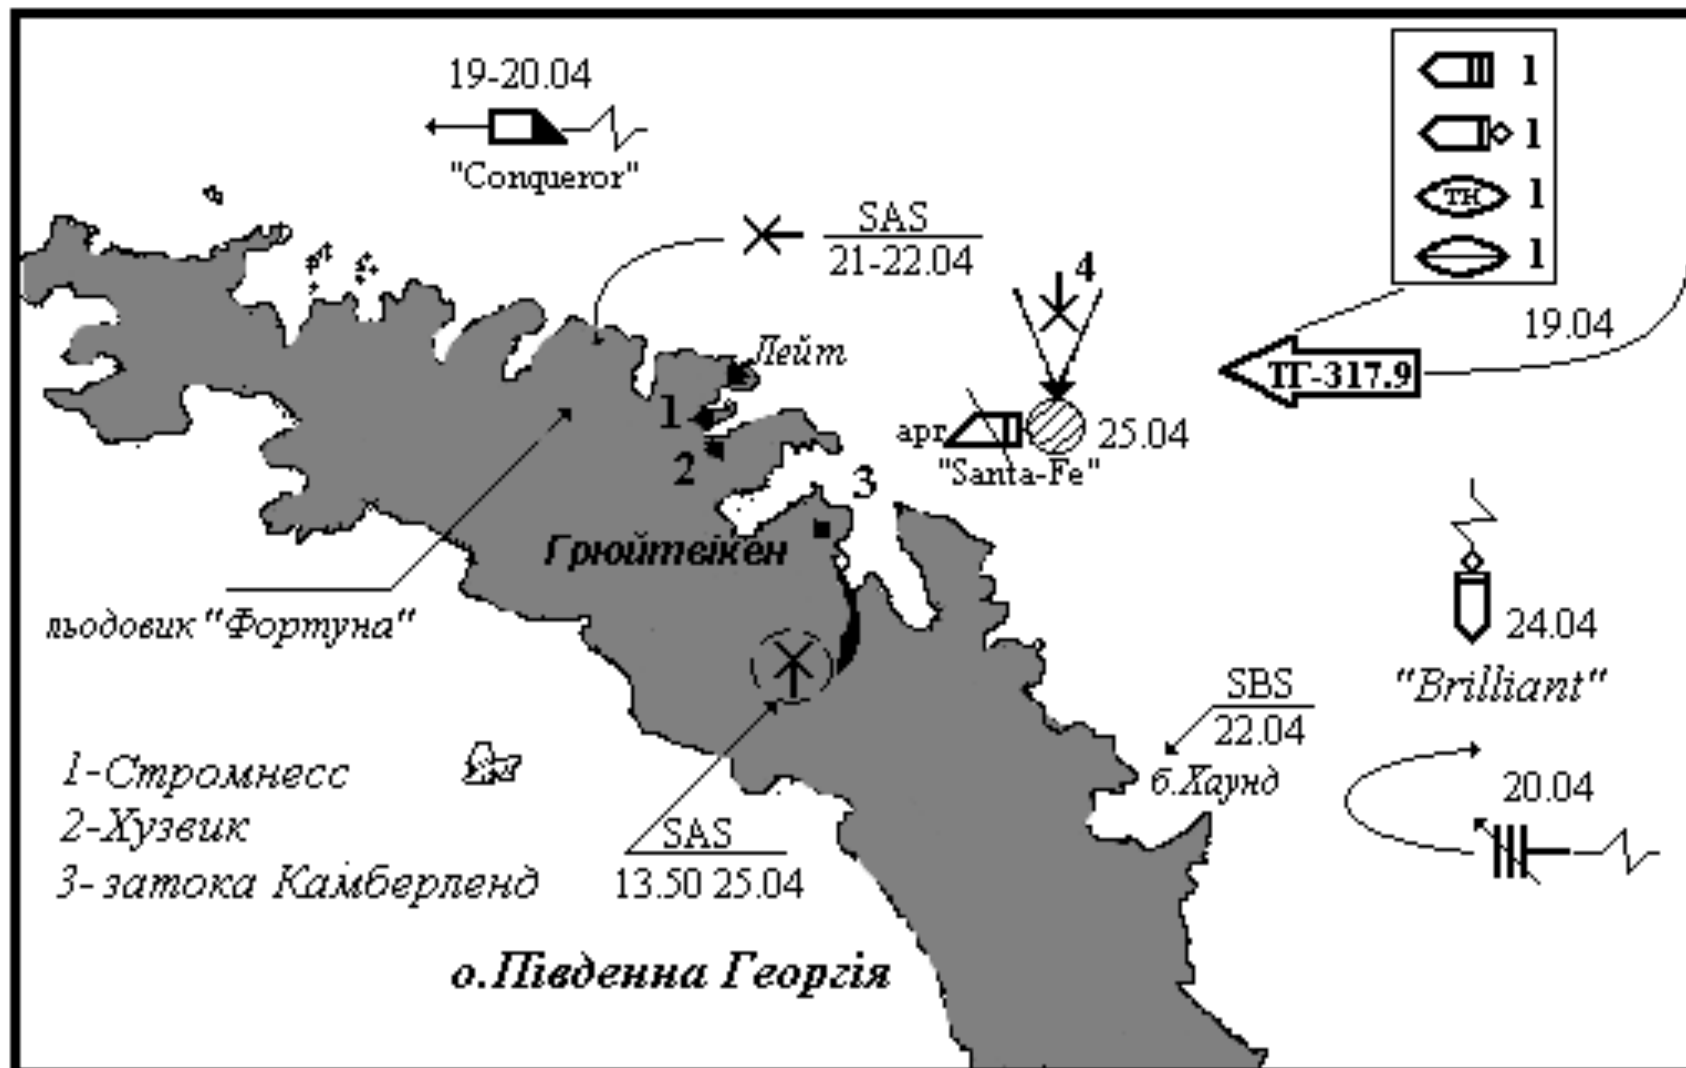 19-20.04
"Conqueror"
SAS
21-22.04
4
1
1
ТН 1
1
19.04
ТГ-317.9
Лейт
1
2
3
арг
"Santa-Fe"
25.04
Грюйтвікен
льодовик "Фортуна"
24.04
"Brilliant"
SBS
22.04
б.Хаунд
20.04
1-Стромнесс
2-Хузвик
3-затока Камберленд
SAS
13.50 25.04
о.Південна Георгія